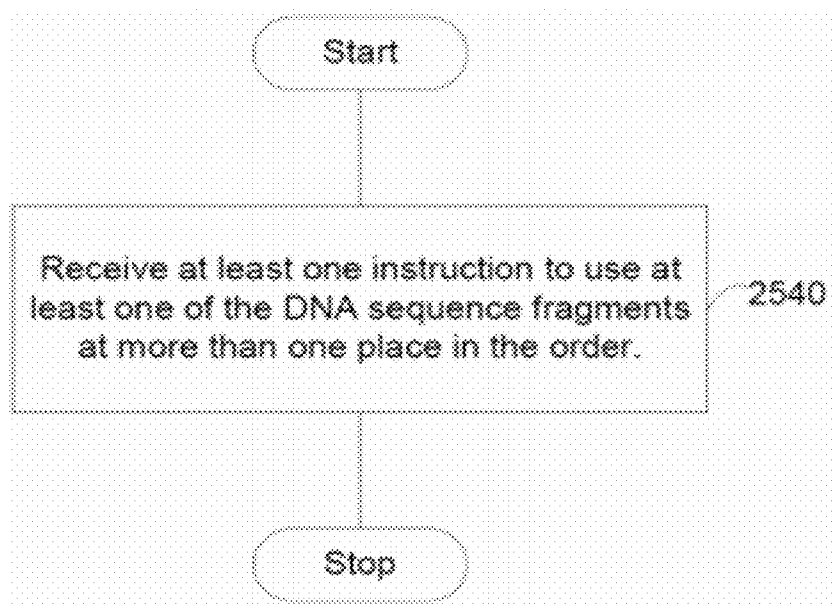 Start
Receive at least one instruction to use at
least one of the DNA sequence fragments
at more than one place in the order.
2540
Stop